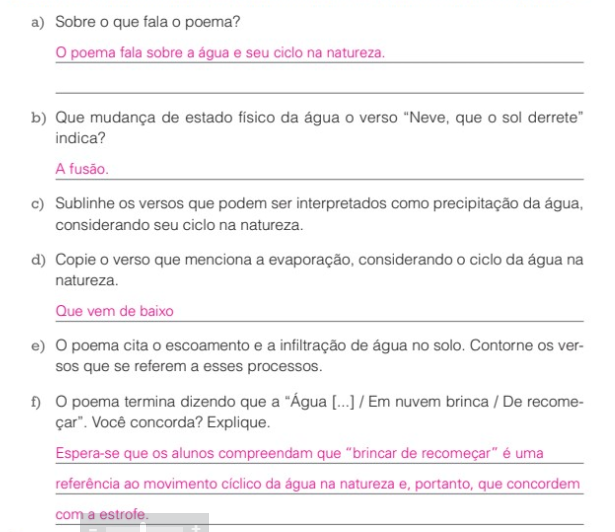 a) Sobre o que fala o poema?
O poema fala sobre a água e seu ciclo na natureza.
b) Que mudança de estado físico da água o verso “Neve, que o sol derrete”
indica?
A fusão.
c) Sublinhe os versos que podem ser interpretados como precipitação da água,
considerando seu ciclo na natureza.
d) Copie o verso que menciona a evaporação, considerando o ciclo da água na
natureza.
Que vem de baixo
e) O poema cita o escoamento e a infiltração de água no solo. Contorne os ver-
sos que se referem a esses processos.
f) O poema termina dizendo que a “Água [...] / Em nuvem brinca / De recome-
çar”. Você concorda? Explique.
Espera-se que os alunos compreendam que “brincar de recomeçar” é uma
referência ao movimento cíclico da água na natureza e, portanto, que concordem
com a estrofe.